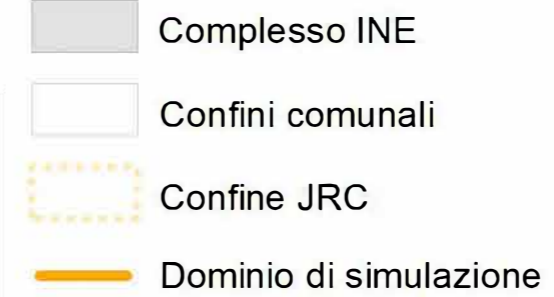 Complesso INE
Confini comunali
Confine JRC
Dominio di simulazione